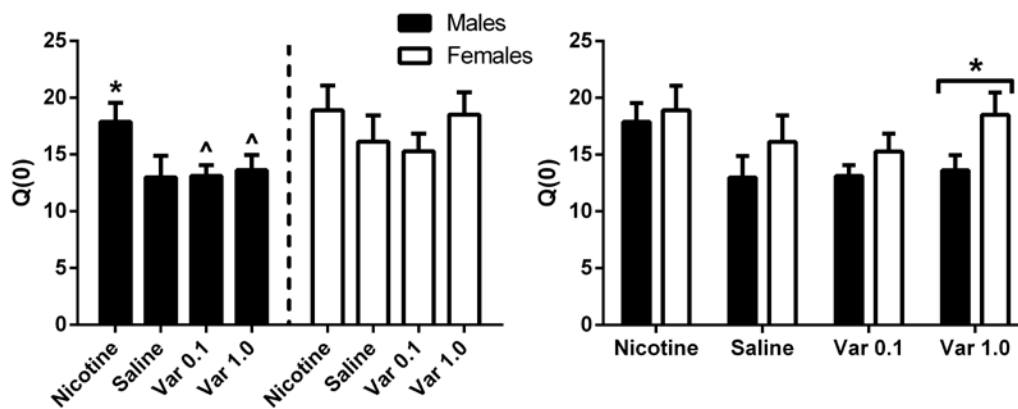 Males
Females
25
20
15
10
5
0
Q(0)
*
^
^
Nicotine
Saline
Var 0.1
Var 1.0
Nicotine
Saline
Var 0.1
Var 1.0
25
20
15
10
5
0
Q(0)
*
Nicotine Saline Var 0.1 Var 1.0